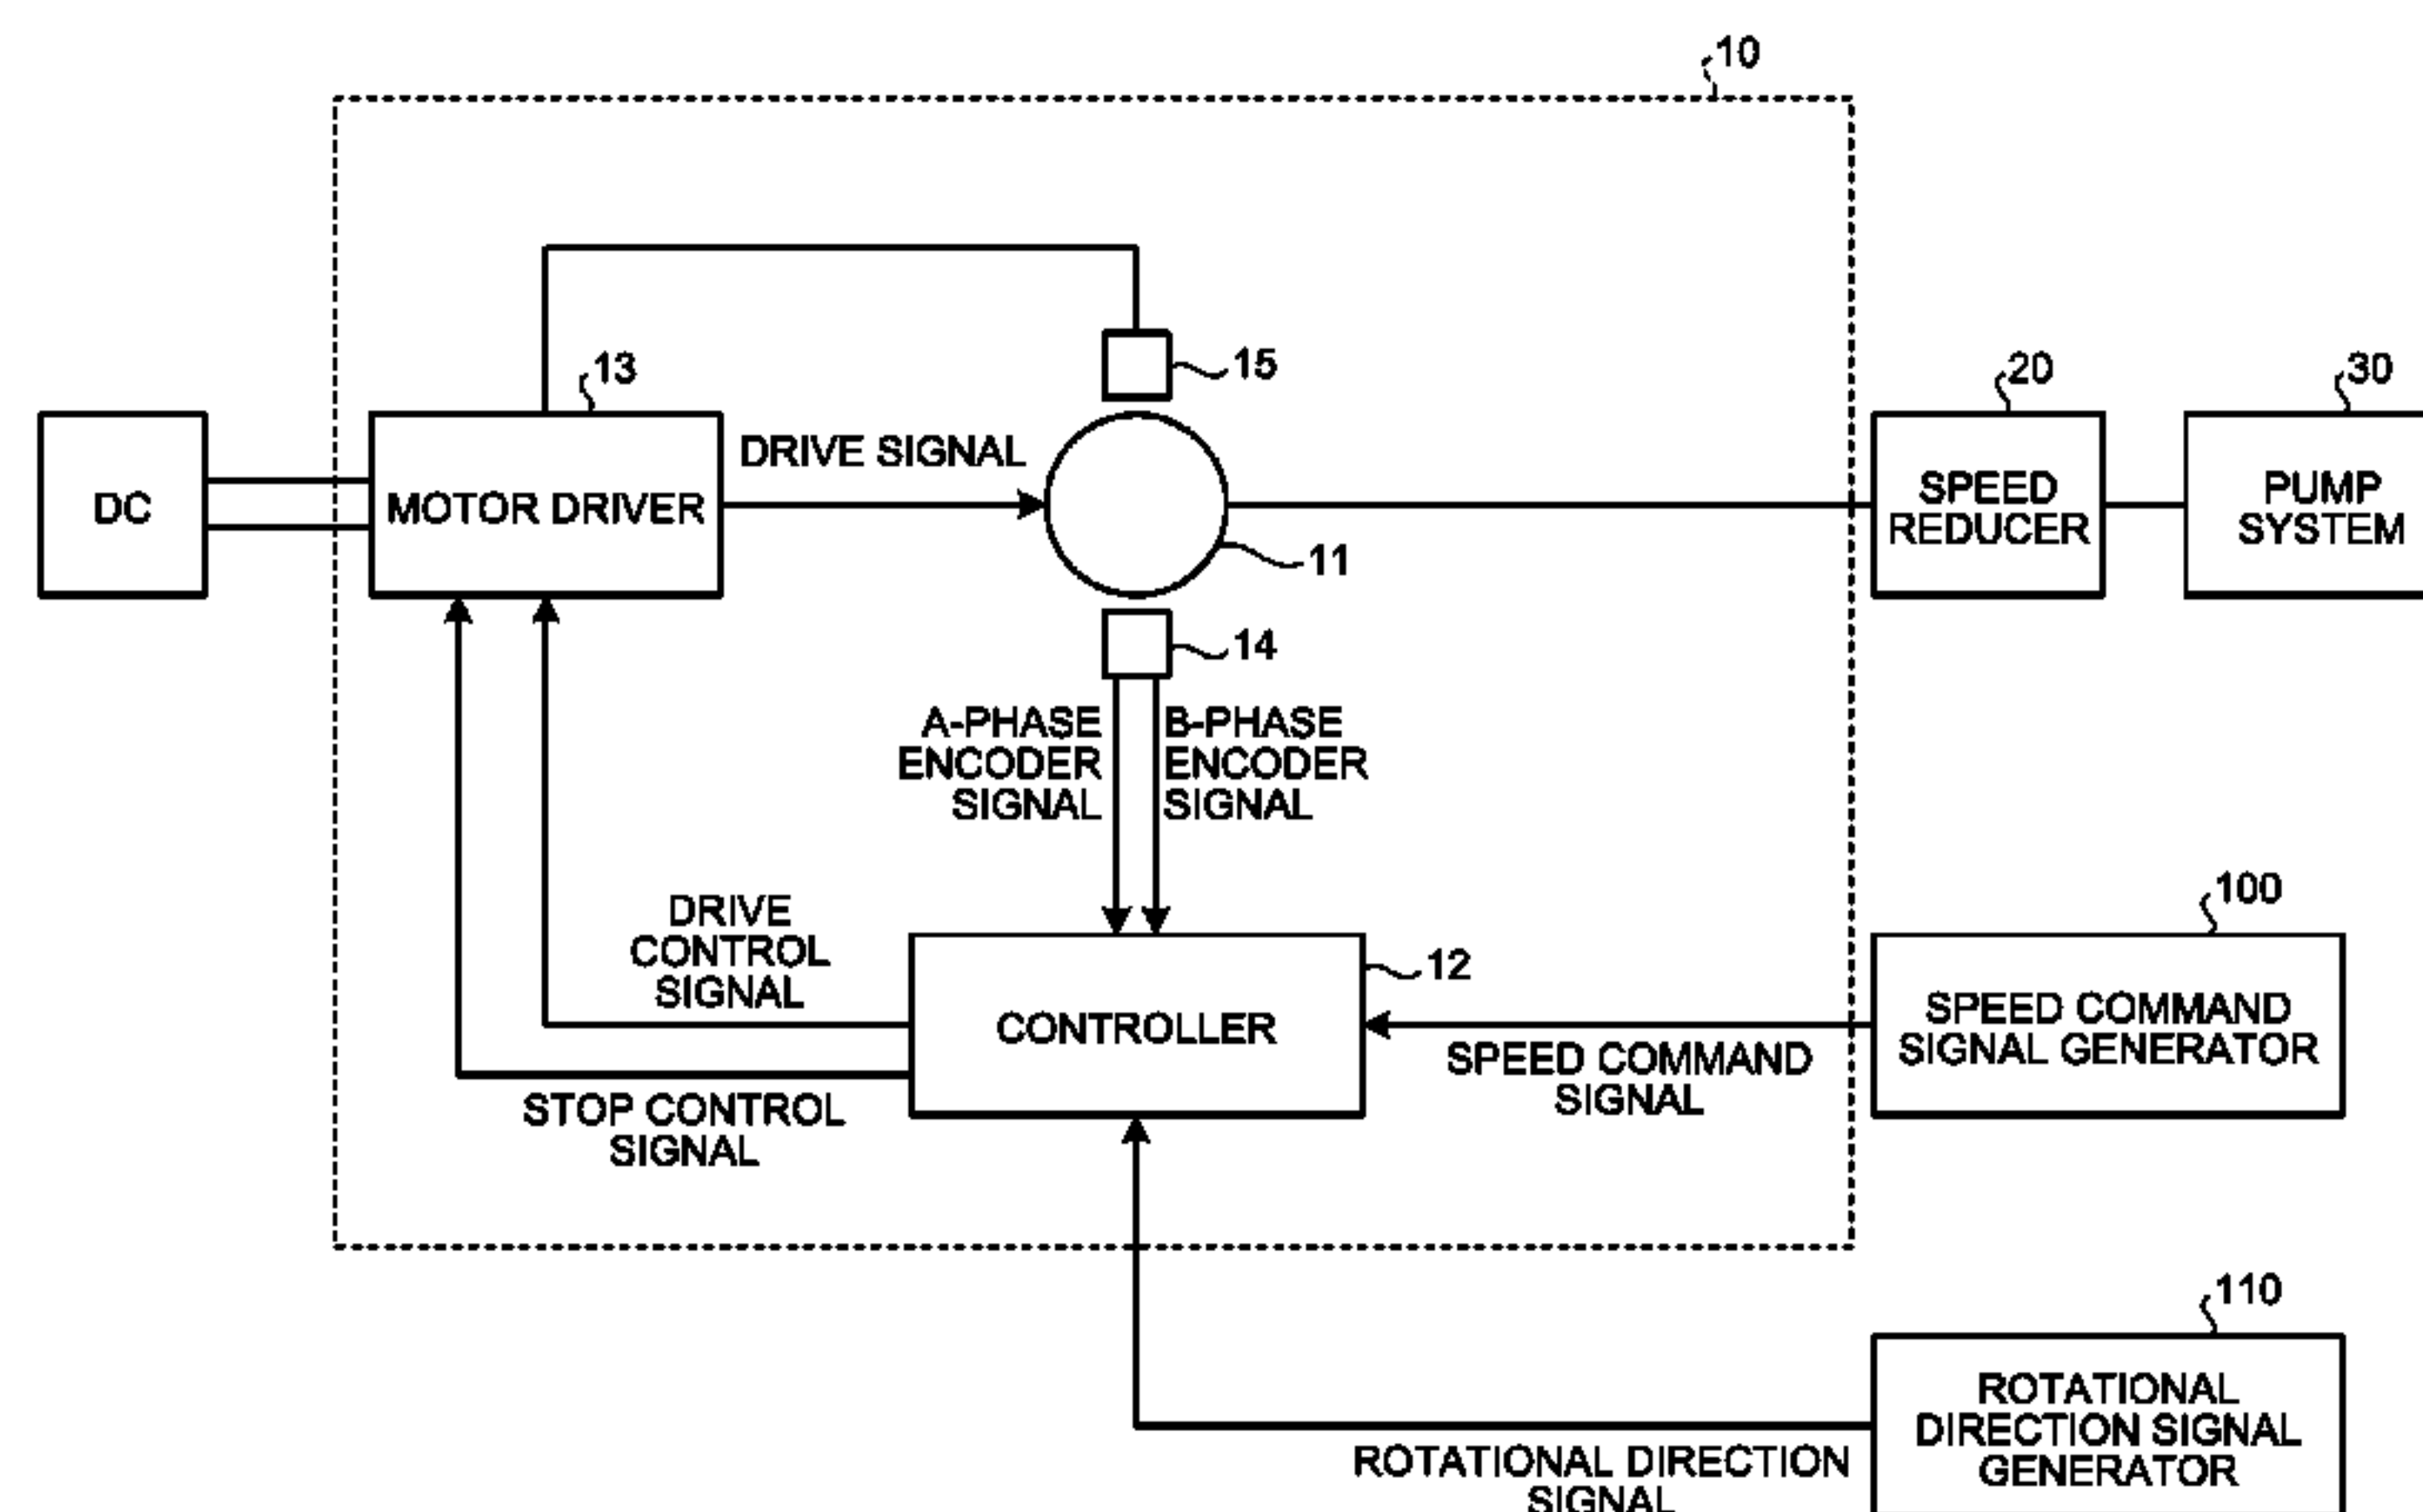 10
15
13
20
30
DC
MOTOR DRIVER
DRIVE SIGNAL
11
SPEED
REDUCER
PUMP
SYSTEM
14
A-PHASE
ENCODER
SIGNAL
B-PHASE
ENCODER
SIGNAL
DRIVE
CONTROL
SIGNAL
STOP CONTROL
SIGNAL
CONTROLLER
12
SPEED COMMAND
SIGNAL
100
SPEED COMMAND
SIGNAL GENERATOR
110
ROTATIONAL
DIRECTION SIGNAL
GENERATOR
ROTATIONAL DIRECTION
SIGNAL